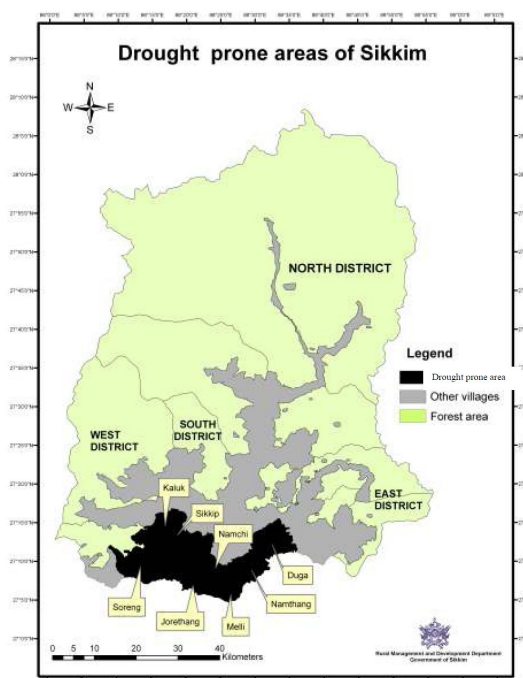 Drought prone areas of Sikkim
N
W E
S
NORTH DISTRICT
Legend
Drought prone area
Other villages
Forest area
WEST
DISTRICT
SOUTH
DISTRICT
EAST
DISTRICT
Kaluk
Sikkip
Namchi
Duga
Soreng
Jorethang
Melli
Namthang
0 5 10 20 30 40
Kilometers
Rural Management and Development Department
Government of Sikkim